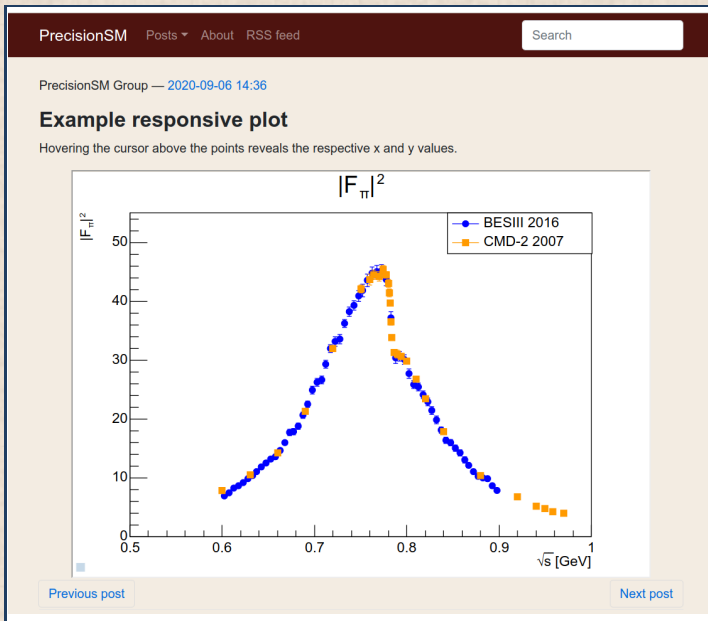 PrecisionSM Posts About RSS feed Search
PrecisionSM Group — 2020-09-06 14:36
Example responsive plot
Hovering the cursor above the points reveals the respective x and y values.
|Fπ|²
|Fπ|²
BESIII 2016
CMD-2 2007
50
40
30
20
10
0
0.5 0.6 0.7 0.8 0.9 1
√s [GeV]
Previous post Next post